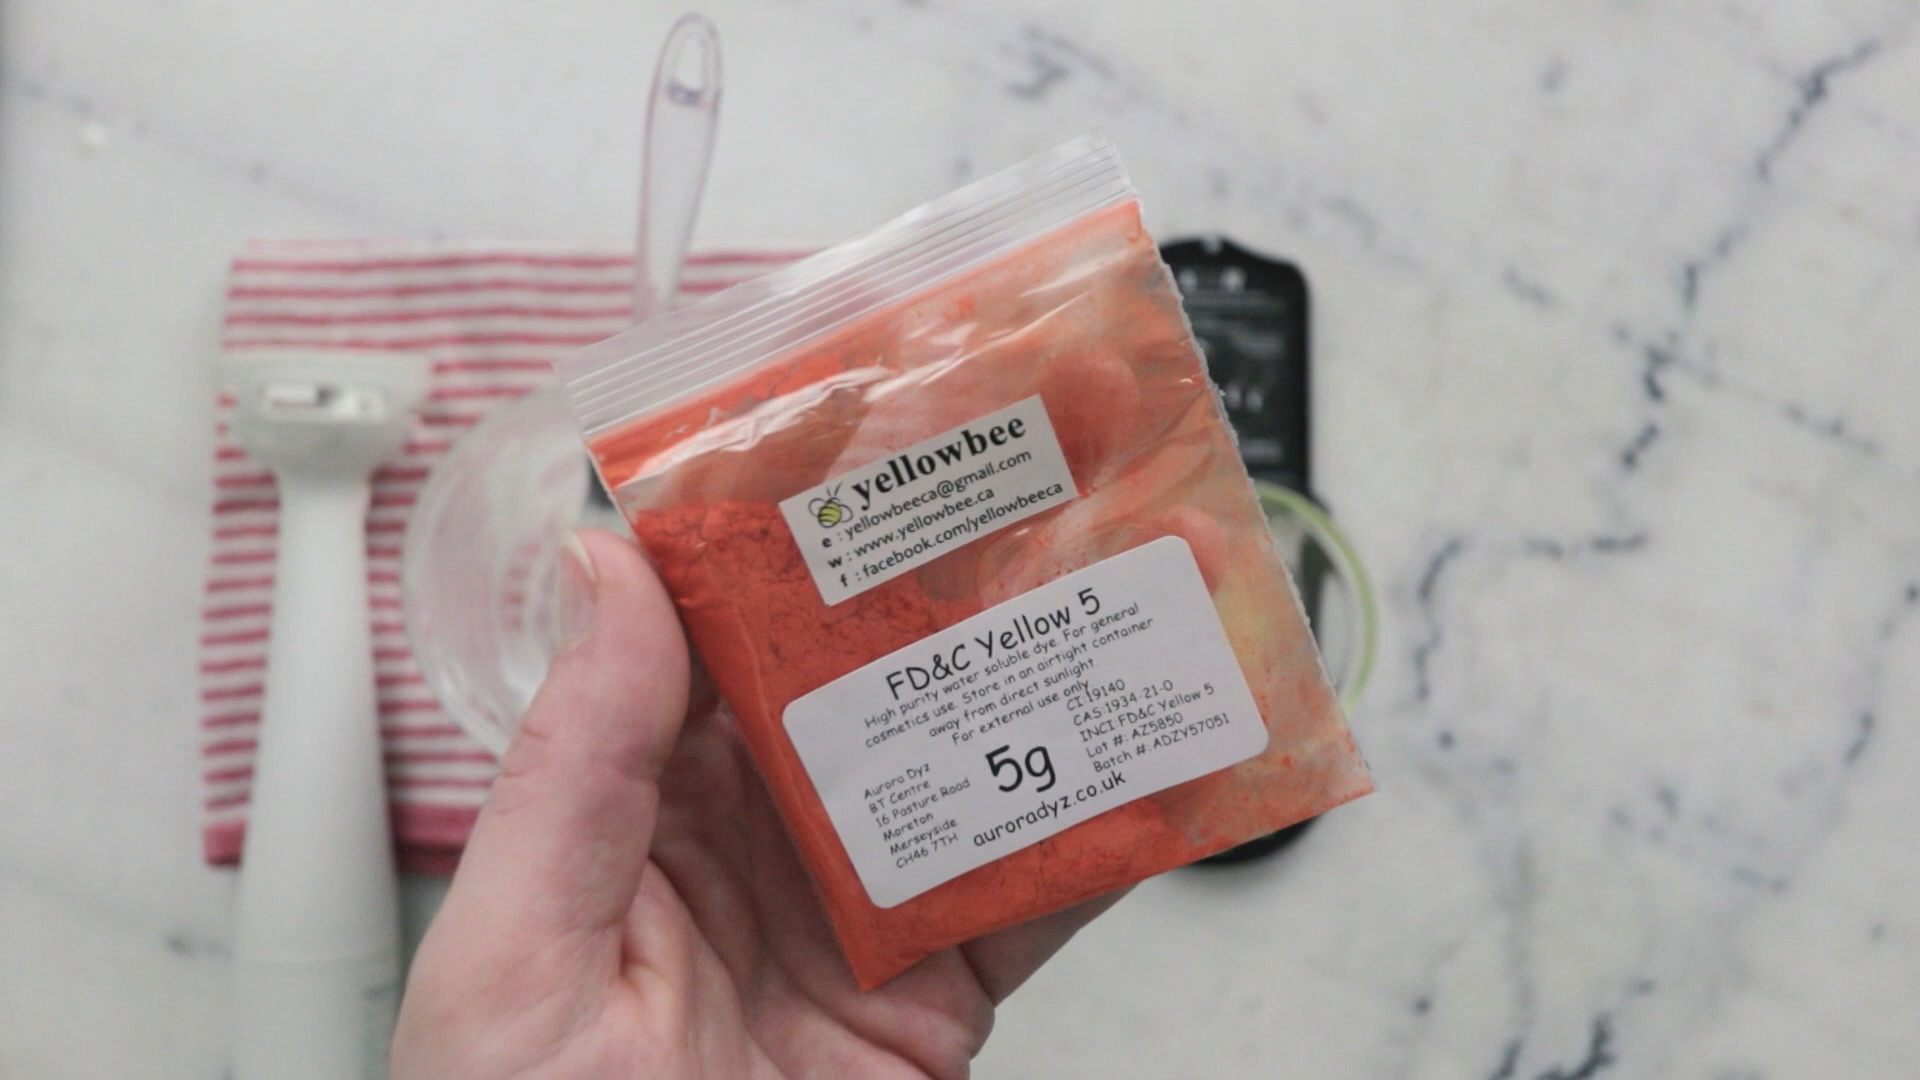 yellowbee
e : yellowbeeca@gmail.com
w : www.yellowbee.ca
f : facebook.com/yellowbeeca
FD&C Yellow 5
High purity water soluble dye. For general
cosmetics use. Store in an airtight container
away from direct sunlight.
For external use only.
CI:19140
CAS:1934-21-0
INCI:FD&C Yellow 5
Lot #: AZ5850
Batch #: ADZY57051
5g
Aurora Dyz
BT Centre
16 Pasture Road
Moreton
Merseyside
CH46 7TH
auroradyz.co.uk